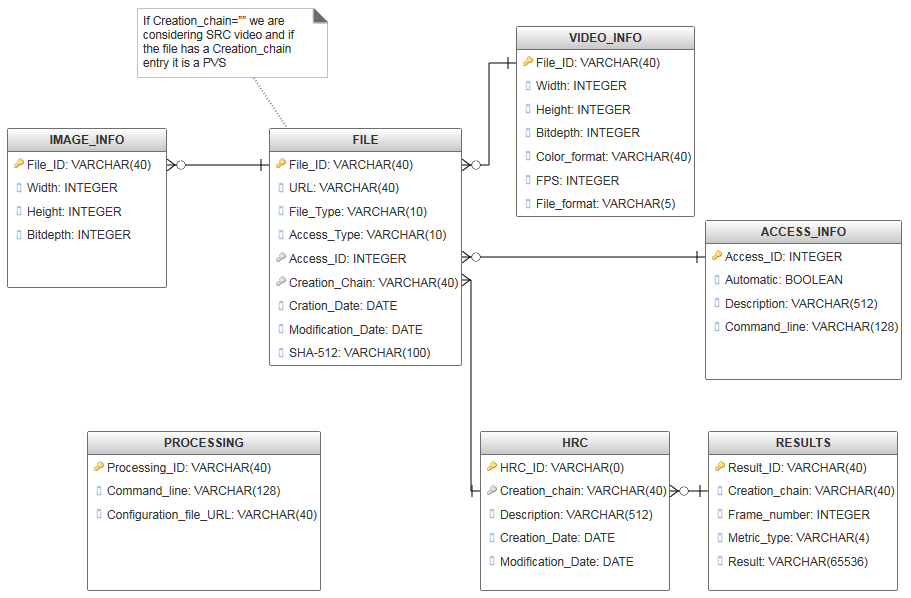 If Creation_chain="" we are
considering SRC video and if
the file has a Creation_chain
entry it is a PVS
VIDEO_INFO
File_ID: VARCHAR(40)
Width: INTEGER
Height: INTEGER
Bitdepth: INTEGER
Color_format: VARCHAR(40)
FPS: INTEGER
File_format: VARCHAR(5)
IMAGE_INFO
File_ID: VARCHAR(40)
Width: INTEGER
Height: INTEGER
Bitdepth: INTEGER
FILE
File_ID: VARCHAR(40)
URL: VARCHAR(40)
File_Type: VARCHAR(10)
Access_Type: VARCHAR(10)
Access_ID: INTEGER
Creation_Chain: VARCHAR(40)
Cration_Date: DATE
Modification_Date: DATE
SHA-512: VARCHAR(100)
ACCESS_INFO
Access_ID: INTEGER
Automatic: BOOLEAN
Description: VARCHAR(512)
Command_line: VARCHAR(128)
PROCESSING
Processing_ID: VARCHAR(40)
Command_line: VARCHAR(128)
Configuration_file_URL: VARCHAR(40)
HRC
HRC_ID: VARCHAR(0)
Creation_chain: VARCHAR(40)
Description: VARCHAR(512)
Creation_Date: DATE
Modification_Date: DATE
RESULTS
Result_ID: VARCHAR(40)
Creation_chain: VARCHAR(40)
Frame_number: INTEGER
Metric_type: VARCHAR(4)
Result: VARCHAR(65536)